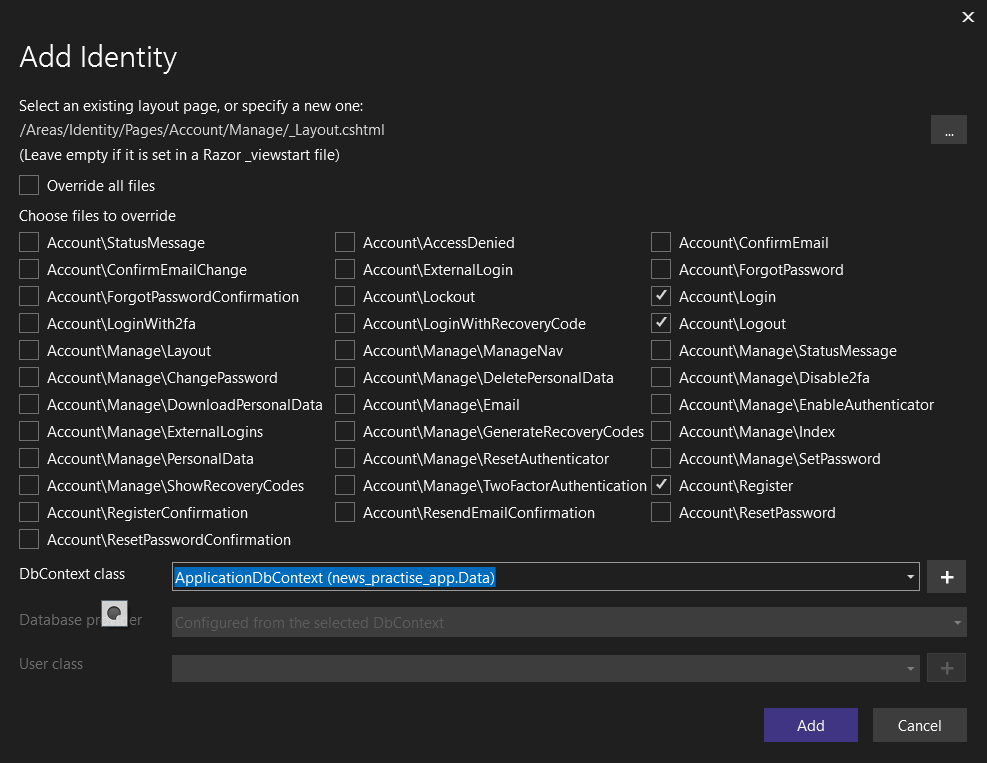 Add Identity
Select an existing layout page, or specify a new one:
/Areas/Identity/Pages/Account/Manage/_Layout.cshtml
...
(Leave empty if it is set in a Razor _viewstart file)
Override all files
Choose files to override
Account\StatusMessage Account\AccessDenied Account\ConfirmEmail
Account\ConfirmEmailChange Account\ExternalLogin Account\ForgotPassword
Account\ForgotPasswordConfirmation Account\Lockout Account\Login
Account\LoginWith2fa Account\LoginWithRecoveryCode Account\Logout
Account\Manage\Layout Account\Manage\ManageNav Account\Manage\StatusMessage
Account\Manage\ChangePassword Account\Manage\DeletePersonalData Account\Manage\Disable2fa
Account\Manage\DownloadPersonalData Account\Manage\Email Account\Manage\EnableAuthenticator
Account\Manage\ExternalLogins Account\Manage\GenerateRecoveryCodes Account\Manage\Index
Account\Manage\PersonalData Account\Manage\ResetAuthenticator Account\Manage\SetPassword
Account\Manage\ShowRecoveryCodes Account\Manage\TwoFactorAuthentication Account\Register
Account\RegisterConfirmation Account\ResendEmailConfirmation Account\ResetPassword
Account\ResetPasswordConfirmation
DbContext class ApplicationDbContext (news_practise_app.Data)
Database Configured from the selected DbContext
User class
Add Cancel